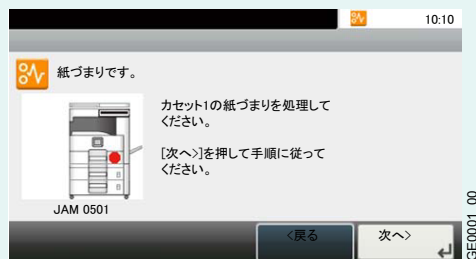 10:10
紙づまりです。
カセット1の紙づまりを処理して
ください。
[次へ>]を押して手順に従って
ください。
JAM 0501
<戻る
次へ>
GE0001_00